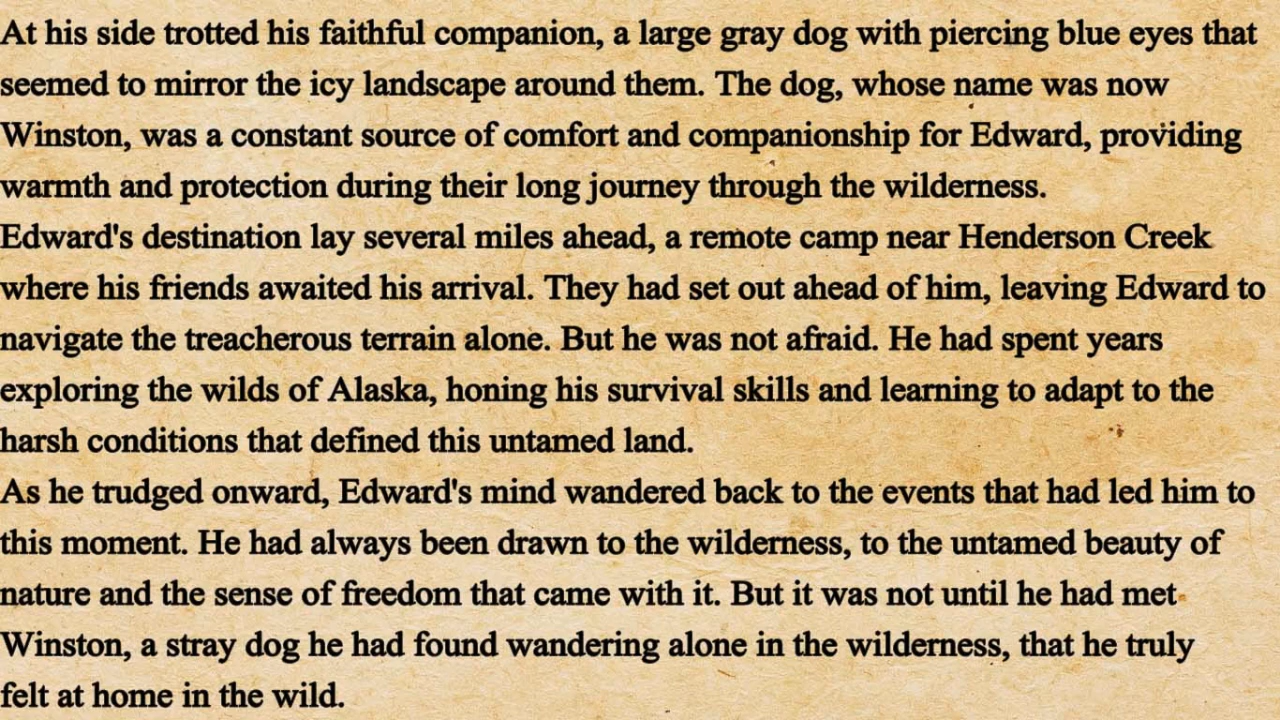 At his side trotted his faithful companion, a large gray dog with piercing blue eyes that
seemed to mirror the icy landscape around them. The dog, whose name was now
Winston, was a constant source of comfort and companionship for Edward, providing
warmth and protection during their long journey through the wilderness.
Edward's destination lay several miles ahead, a remote camp near Henderson Creek
where his friends awaited his arrival. They had set out ahead of him, leaving Edward to
navigate the treacherous terrain alone. But he was not afraid. He had spent years
exploring the wilds of Alaska, honing his survival skills and learning to adapt to the
harsh conditions that defined this untamed land.
As he trudged onward, Edward's mind wandered back to the events that had led him to
this moment. He had always been drawn to the wilderness, to the untamed beauty of
nature and the sense of freedom that came with it. But it was not until he had met
Winston, a stray dog he had found wandering alone in the wilderness, that he truly
felt at home in the wild.